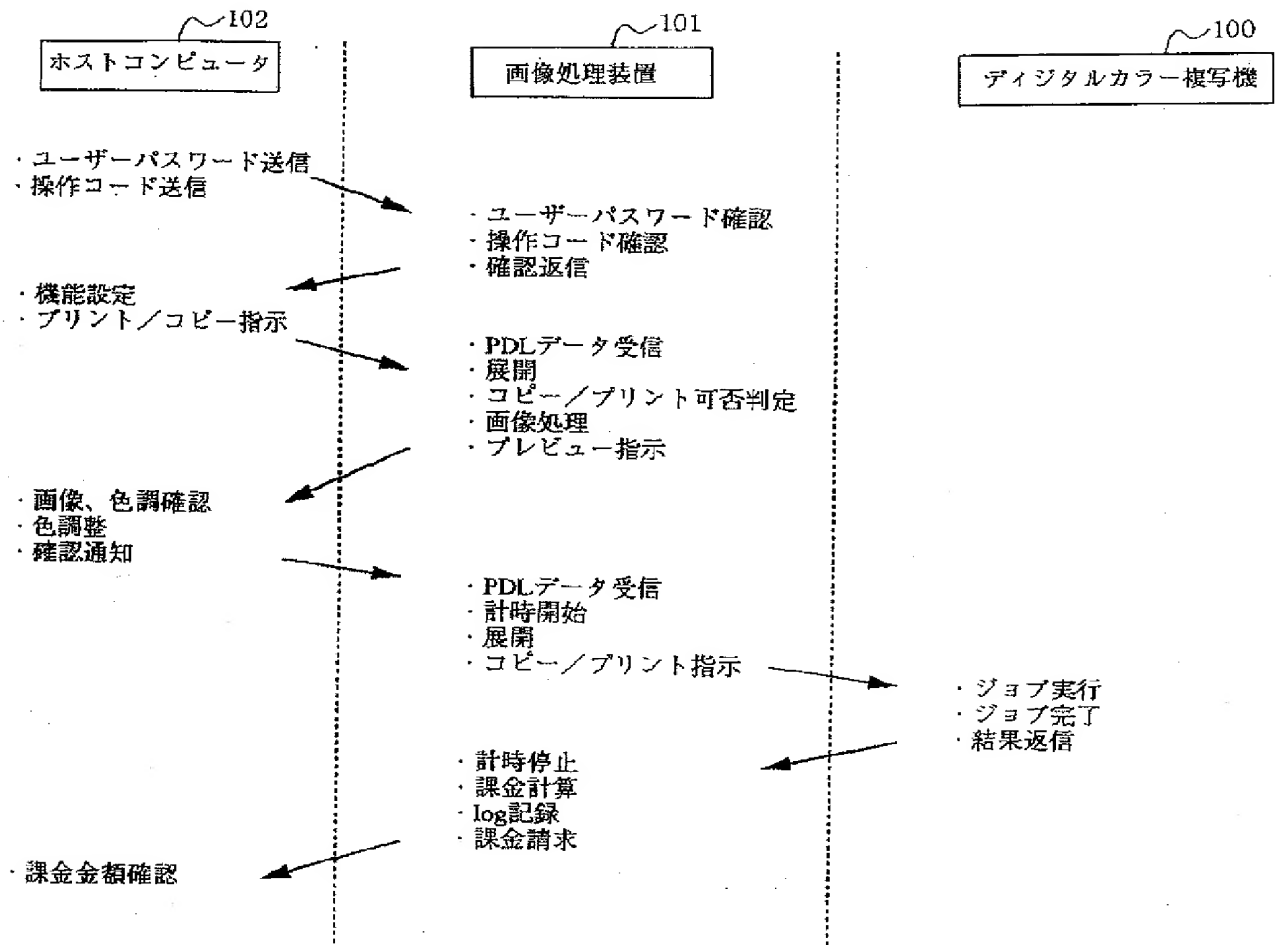 102
ホストコンピュータ
101
画像処理装置
100
ディジタルカラー複写機
・ユーザーパスワード送信
・操作コード送信
・ユーザーパスワード確認
・操作コード確認
・確認返信
・機能設定
・プリント／コピー指示
・PDLデータ受信
・展開
・コピー／プリント可否判定
・画像処理
・プレビュー指示
・画像、色調確認
・色調整
・確認通知
・PDLデータ受信
・計時開始
・展開
・コピー／プリント指示
・ジョブ実行
・ジョブ完了
・結果返信
・計時停止
・課金計算
・log記録
・課金請求
・課金金額確認